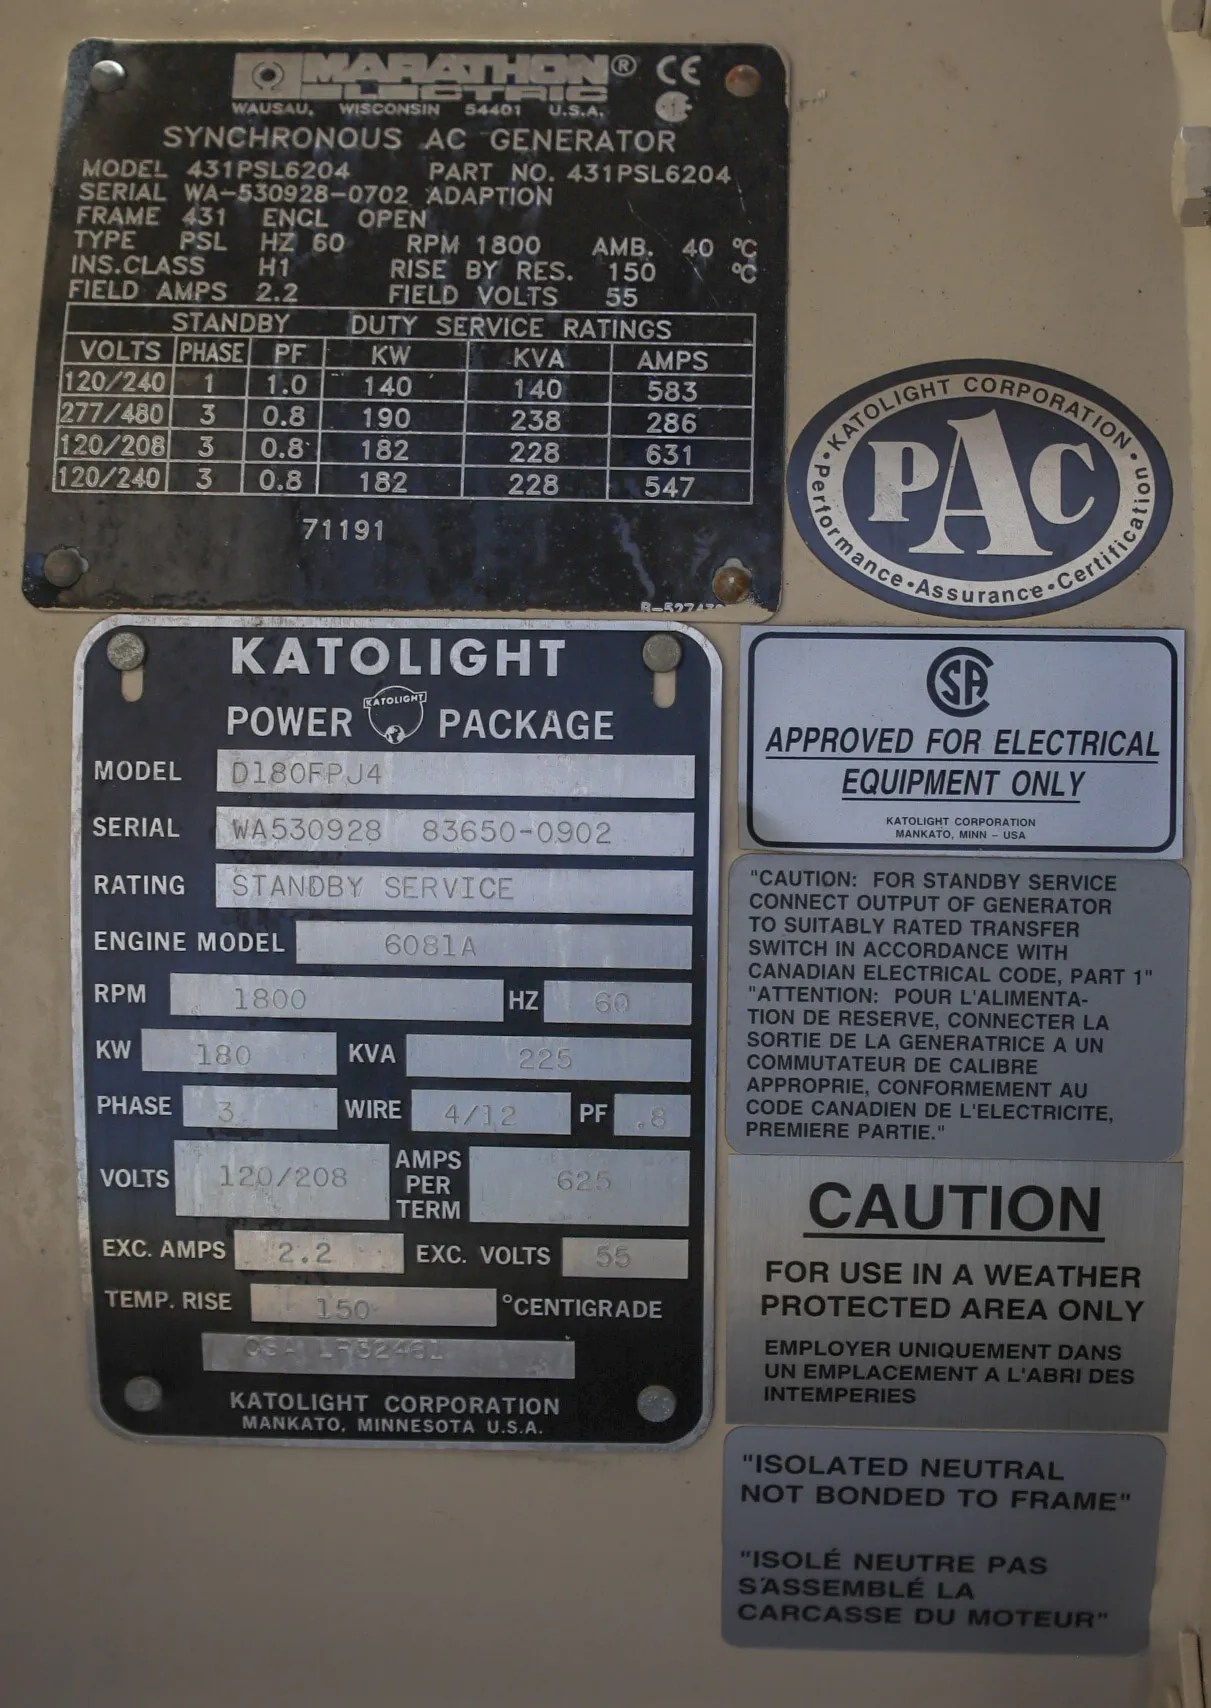 MARATHON® CE
ELECTRIC
WAUSAU, WISCONSIN 54401 U.S.A.
SYNCHRONOUS AC GENERATOR
MODEL 431PSL6204 PART NO. 431PSL6204
SERIAL WA-530928-0702 ADAPTION
FRAME 431 ENCL OPEN
TYPE PSL HZ 60 RPM 1800 AMB. 40 °C
INS.CLASS H1 RISE BY RES. 150 °C
FIELD AMPS 2.2 FIELD VOLTS 55
STANDBY DUTY SERVICE RATINGS
VOLTS PHASE PF KW KVA AMPS
120/240 1 1.0 140 140 583
277/480 3 0.8 190 238 286
120/208 3 0.8 182 228 631
120/240 3 0.8 182 228 547
71191
KATOLIGHT CORPORATION
PAC
Performance • Assurance • Certification
KATOLIGHT
POWER KATOLIGHT PACKAGE
MODEL D180FPJ4
SERIAL WA530928 83650-0902
RATING STANDBY SERVICE
ENGINE MODEL 6081A
RPM 1800 HZ 60
KW 180 KVA 225
PHASE 3 WIRE 4/12 PF .8
VOLTS 120/208 AMPS PER TERM 625
EXC. AMPS 2.2 EXC. VOLTS 55
TEMP. RISE 150 °CENTIGRADE
CSA
KATOLIGHT CORPORATION
MANKATO, MINNESOTA U.S.A.
CSA
APPROVED FOR ELECTRICAL
EQUIPMENT ONLY
KATOLIGHT CORPORATION
MANKATO, MINN - USA
"CAUTION: FOR STANDBY SERVICE
CONNECT OUTPUT OF GENERATOR
TO SUITABLY RATED TRANSFER
SWITCH IN ACCORDANCE WITH
CANADIAN ELECTRICAL CODE, PART 1"
"ATTENTION: POUR L'ALIMENTA-
TION DE RESERVE, CONNECTER LA
SORTIE DE LA GENERATRICE A UN
COMMUTATEUR DE CALIBRE
APPROPRIE, CONFORMEMENT AU
CODE CANADIEN DE L'ELECTRICITE,
PREMIERE PARTIE."
CAUTION
FOR USE IN A WEATHER
PROTECTED AREA ONLY
EMPLOYER UNIQUEMENT DANS
UN EMPLACEMENT A L'ABRI DES
INTEMPERIES
"ISOLATED NEUTRAL
NOT BONDED TO FRAME"
"ISOLÉ NEUTRE PAS
S'ASSEMBLÉ LA
CARCASSE DU MOTEUR"